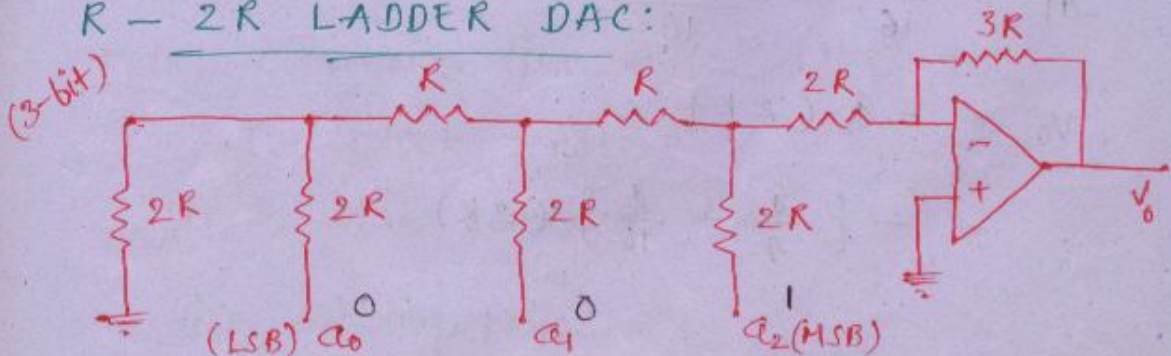 R - 2R LADDER DAC:
(3-bit)
3R
R R 2R
2R 2R 2R 2R
-
+
V₀
0 0 1
(LSB) a₀ a₁ a₂(MSB)